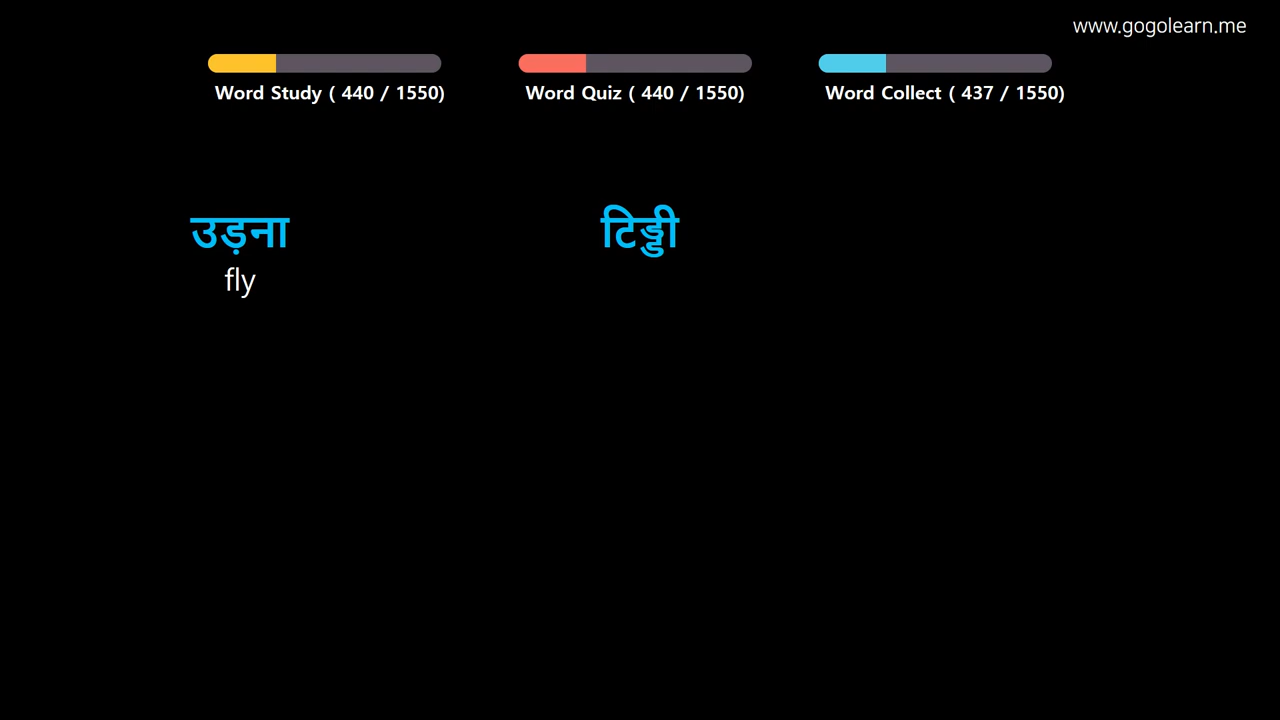 www.gogolearn.me
Word Study ( 440 / 1550)
Word Quiz ( 440 / 1550)
Word Collect ( 437 / 1550)
उड़ना
टिड्डी
fly